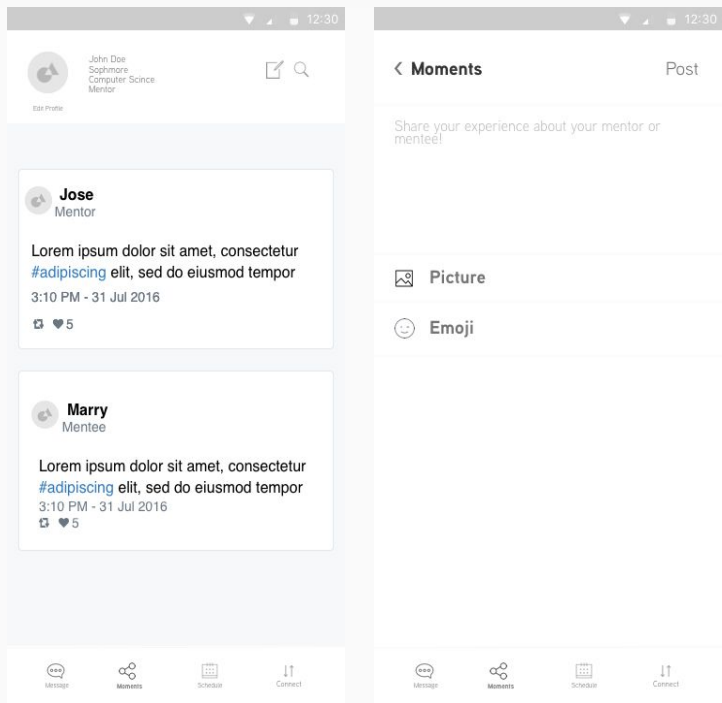 12:30
John Doe
Sophmore
Computer Scince
Mentor
Edit Profile
Jose
Mentor
Lorem ipsum dolor sit amet, consectetur
#adipiscing elit, sed do eiusmod tempor
3:10 PM - 31 Jul 2016
5
Marry
Mentee
Lorem ipsum dolor sit amet, consectetur
#adipiscing elit, sed do eiusmod tempor
3:10 PM - 31 Jul 2016
5
Message Moments Schedule Connect
12:30
Moments Post
Share your experience about your mentor or
mentee!
Picture
Emoji
Message Moments Schedule Connect